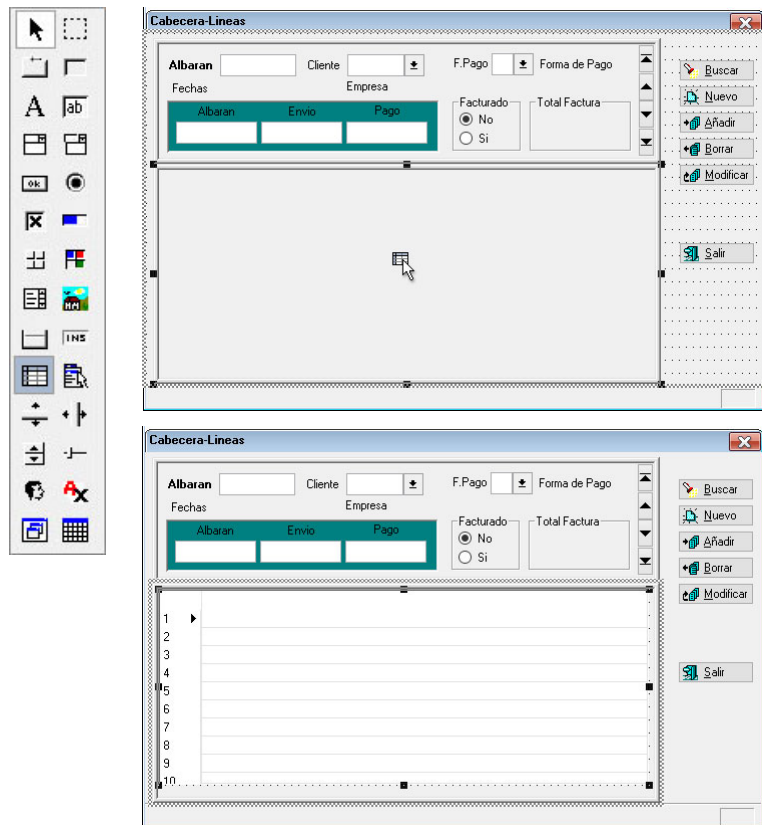 A
ab
Ok
INS
Cabecera-Lineas
Albaran
Cliente
F.Pago
Forma de Pago
Fechas
Empresa
Albaran
Envio
Pago
Facturado
No
Si
Total Factura
Buscar
Nuevo
Añadir
Borrar
Modificar
Salir
Cabecera-Lineas
Albaran
Cliente
F.Pago
Forma de Pago
Fechas
Empresa
Albaran
Envio
Pago
Facturado
No
Si
Total Factura
Buscar
Nuevo
Añadir
Borrar
Modificar
Salir
1
2
3
4
5
6
7
8
9
10